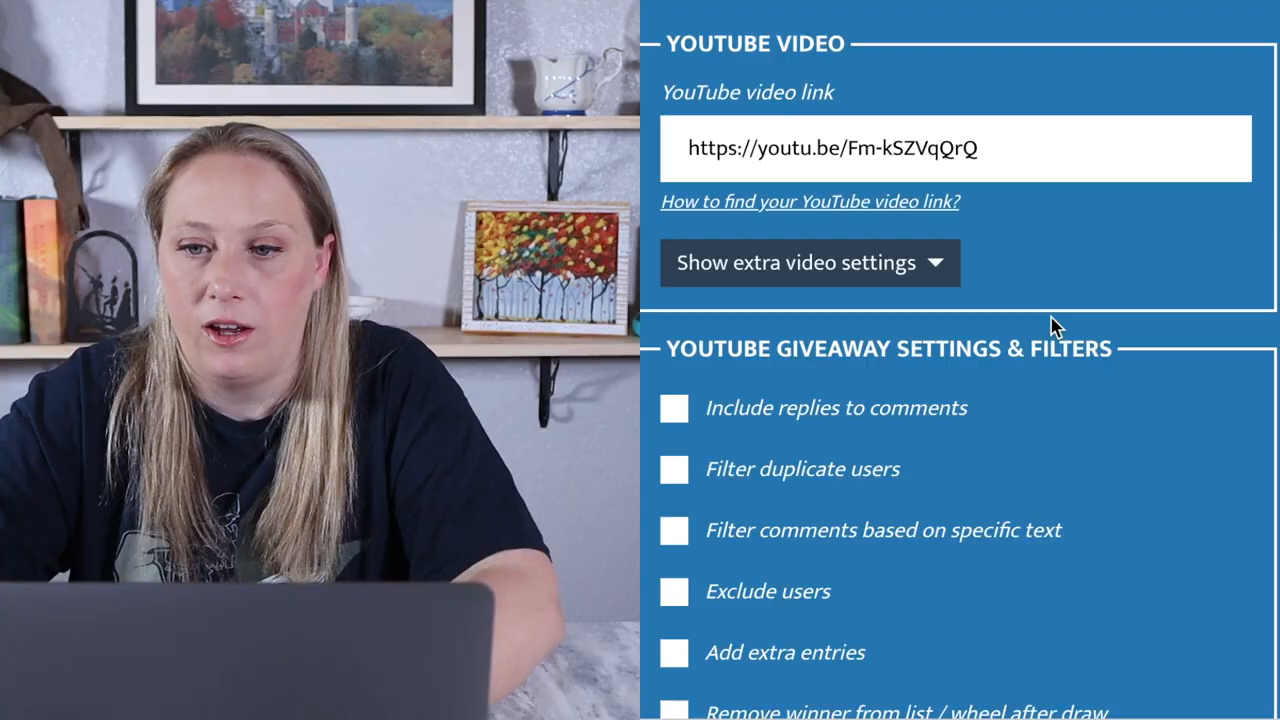 YOUTUBE VIDEO
YouTube video link
https://youtu.be/Fm-kSZVqQrQ
How to find your YouTube video link?
Show extra video settings
YOUTUBE GIVEAWAY SETTINGS & FILTERS
Include replies to comments
Filter duplicate users
Filter comments based on specific text
Exclude users
Add extra entries
Remove winner from list / wheel after draw